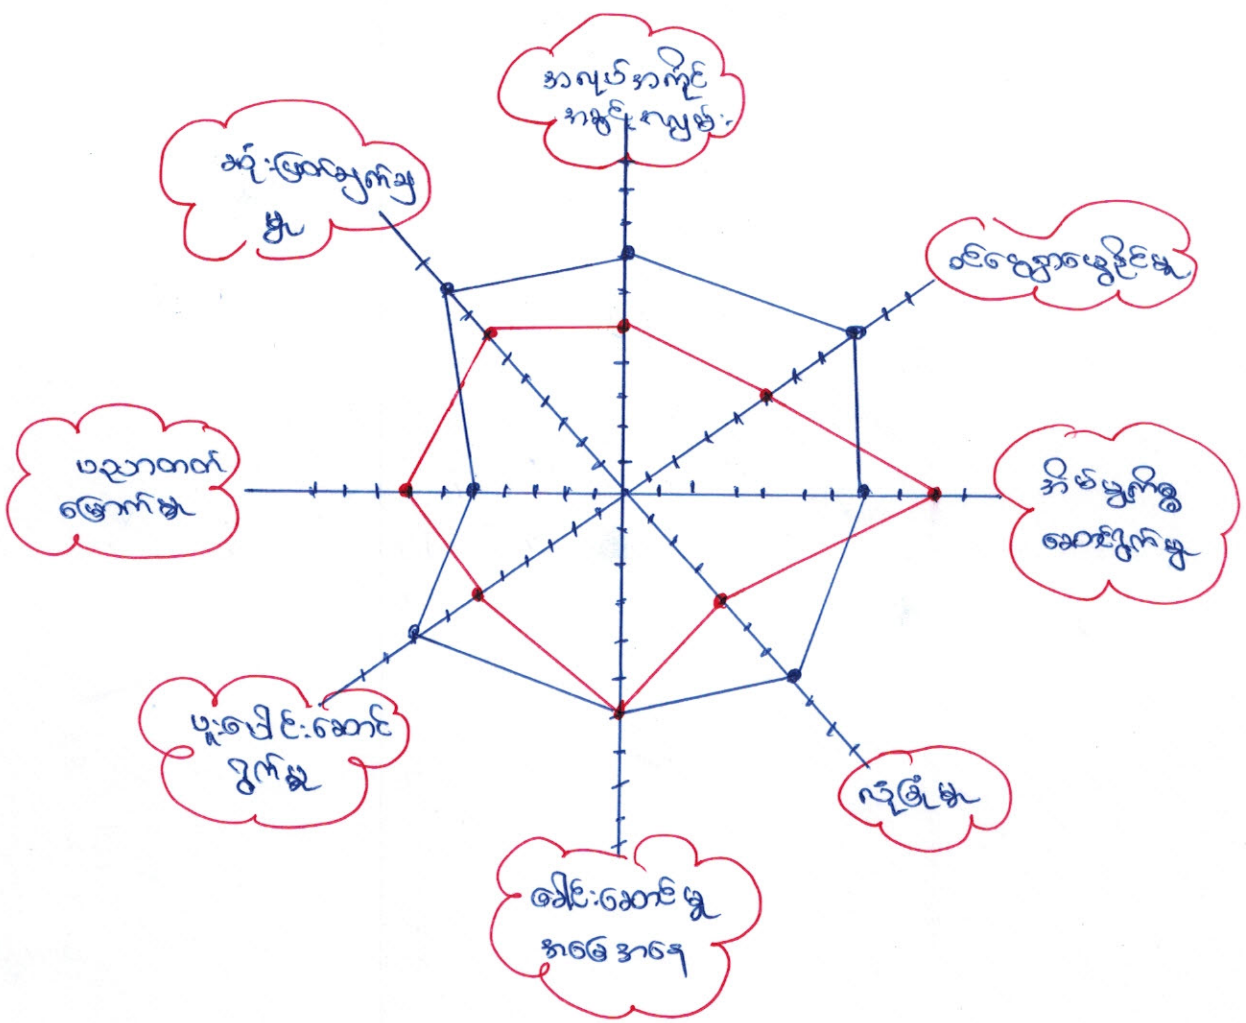 အလုပ်အကိုင်
အခွင့်အလမ်း
ဆုံးဖြတ်ချက်ချ
မှု
ဝင်ငွေရှာဖွေနိုင်မှု
ပညာတတ်
မြောက်မှု
အိမ်မှုကိစ္စ
ဆောင်ရွက်မှု
ပူးပေါင်းဆောင်
ရွက်မှု
လုံခြုံမှု
ခေါင်းဆောင်မှု
အခြေအနေ